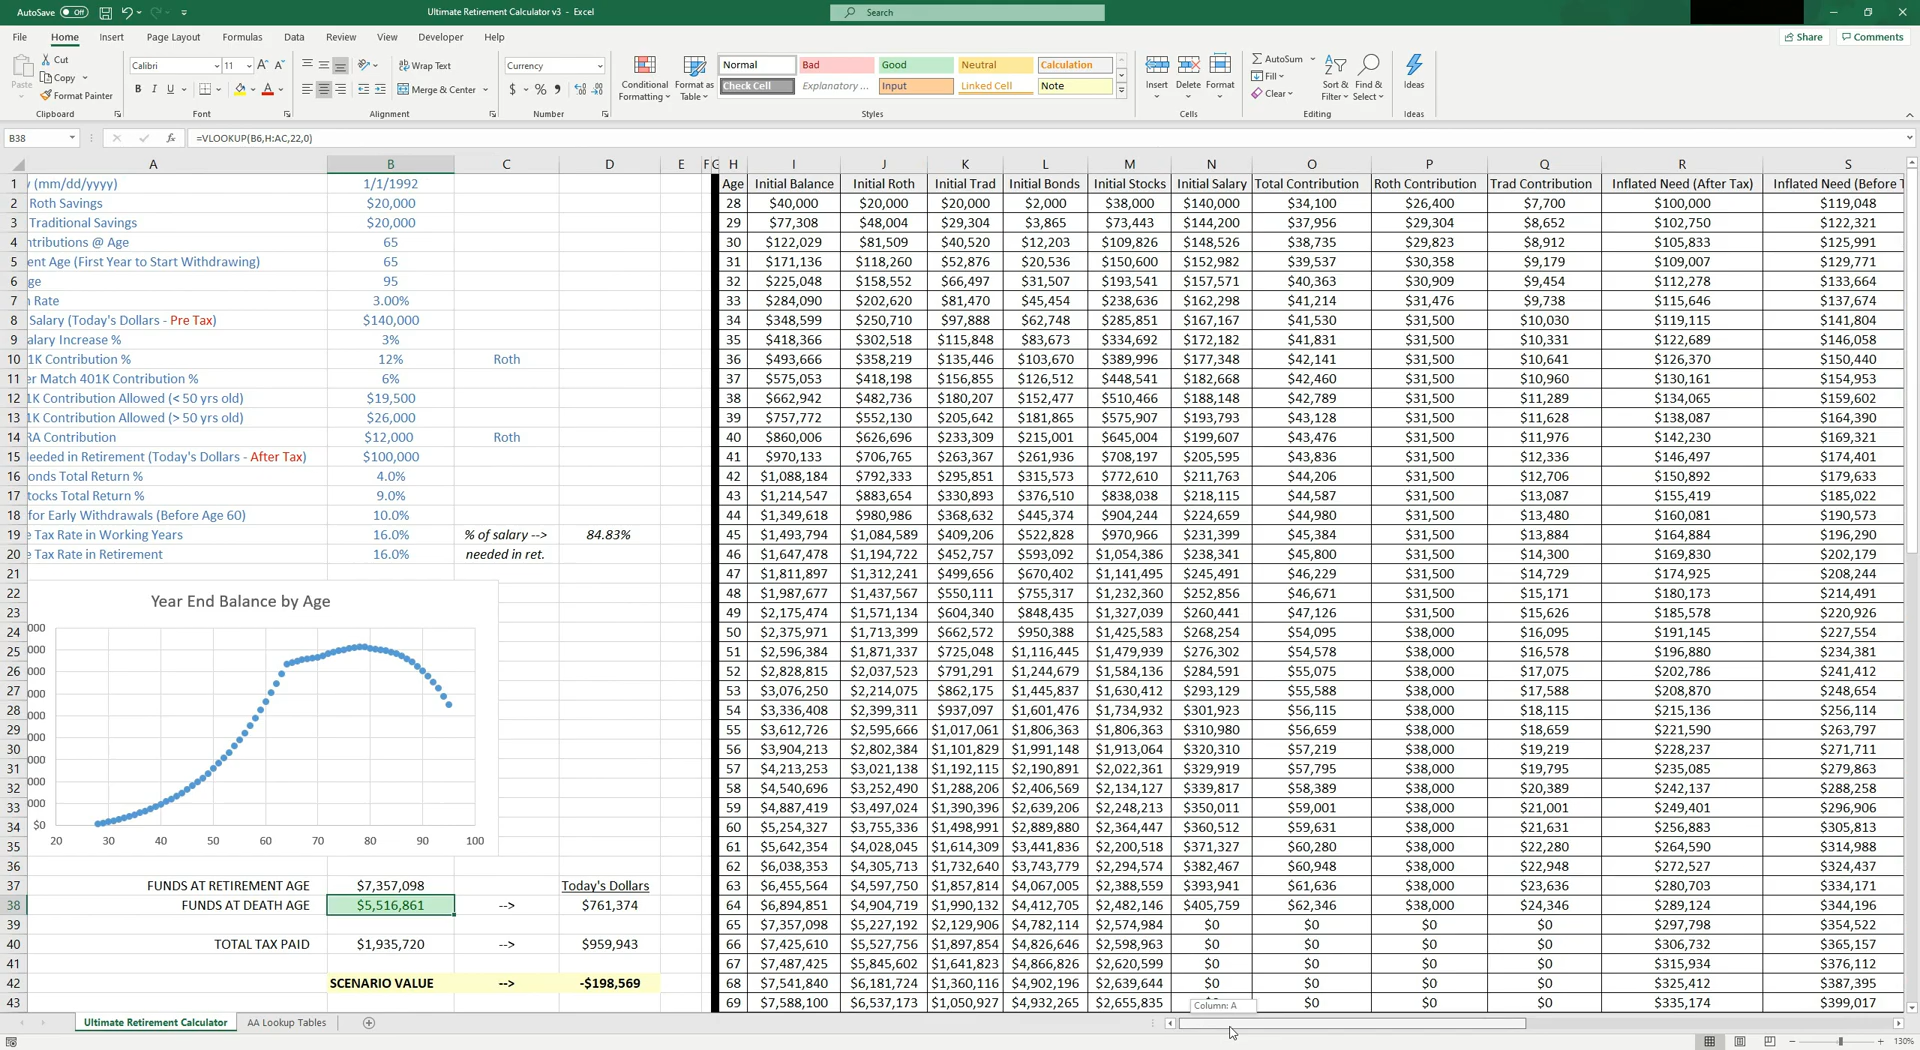 AutoSave Off Ultimate Retirement Calculator v3 - Excel Search
File Home Insert Page Layout Formulas Data Review View Developer Help Share Comments
Paste Cut Copy Format Painter Clipboard
Calibri 11 B I U Font
Wrap Text Merge & Center Alignment
Currency $ % Number
Conditional Formatting Format as Table
Normal Bad Good Neutral Calculation
Check Cell Explanatory ... Input Linked Cell Note
Styles
Insert Delete Format Cells
AutoSum Fill Clear Sort & Filter Find & Select Editing
Ideas Ideas
B38 fx =VLOOKUP(B6,H:AC,22,0)
A B C D E F G H I J K L M N O P Q R S
1 (mm/dd/yyyy) 1/1/1992 Age Initial Balance Initial Roth Initial Trad Initial Bonds Initial Stocks Initial Salary Total Contribution Roth Contribution Trad Contribution Inflated Need (After Tax) Inflated Need (Before T
2 Roth Savings $20,000 28 $40,000 $20,000 $20,000 $2,000 $38,000 $140,000 $34,100 $26,400 $7,700 $100,000 $119,048
3 Traditional Savings $20,000 29 $77,308 $48,004 $29,304 $3,865 $73,443 $144,200 $37,956 $29,304 $8,652 $102,750 $122,321
4 ntributions @ Age 65 30 $122,029 $81,509 $40,520 $12,203 $109,826 $148,526 $38,735 $29,823 $8,912 $105,833 $125,991
5 ent Age (First Year to Start Withdrawing) 65 31 $171,136 $118,260 $52,876 $20,536 $150,600 $152,982 $39,537 $30,358 $9,179 $109,007 $129,771
6 ge 95 32 $225,048 $158,552 $66,497 $31,507 $193,541 $157,571 $40,363 $30,909 $9,454 $112,278 $133,664
7 n Rate 3.00% 33 $284,090 $202,620 $81,470 $45,454 $238,636 $162,298 $41,214 $31,476 $9,738 $115,646 $137,674
8 Salary (Today's Dollars - Pre Tax) $140,000 34 $348,599 $250,710 $97,888 $62,748 $285,851 $167,167 $41,530 $31,500 $10,030 $119,115 $141,804
9 alary Increase % 3% 35 $418,366 $302,518 $115,848 $83,673 $334,692 $172,182 $41,831 $31,500 $10,331 $122,689 $146,058
10 1K Contribution % 12% Roth 36 $493,666 $358,219 $135,446 $103,670 $389,996 $177,348 $42,141 $31,500 $10,641 $126,370 $150,440
11 er Match 401K Contribution % 6% 37 $575,053 $418,198 $156,855 $126,512 $448,541 $182,668 $42,460 $31,500 $10,960 $130,161 $154,953
12 1K Contribution Allowed (< 50 yrs old) $19,500 38 $662,942 $482,736 $180,207 $152,477 $510,466 $188,148 $42,789 $31,500 $11,289 $134,065 $159,602
13 1K Contribution Allowed (> 50 yrs old) $26,000 39 $757,772 $552,130 $205,642 $181,865 $575,907 $193,793 $43,128 $31,500 $11,628 $138,087 $164,390
14 RA Contribution $12,000 Roth 40 $860,006 $626,696 $233,309 $215,001 $645,004 $199,607 $43,476 $31,500 $11,976 $142,230 $169,321
15 eeded in Retirement (Today's Dollars - After Tax) $100,000 41 $970,133 $706,765 $263,367 $261,936 $708,197 $205,595 $43,836 $31,500 $12,336 $146,497 $174,401
16 onds Total Return % 4.0% 42 $1,088,184 $792,333 $295,851 $315,573 $772,610 $211,763 $44,206 $31,500 $12,706 $150,892 $179,633
17 tocks Total Return % 9.0% 43 $1,214,547 $883,654 $330,893 $376,510 $838,038 $218,115 $44,587 $31,500 $13,087 $155,419 $185,022
18 for Early Withdrawals (Before Age 60) 10.0% 44 $1,349,618 $980,986 $368,632 $445,374 $904,244 $224,659 $44,980 $31,500 $13,480 $160,081 $190,573
19 e Tax Rate in Working Years 16.0% % of salary --> 84.83% 45 $1,493,794 $1,084,589 $409,206 $522,828 $970,966 $231,399 $45,384 $31,500 $13,884 $164,884 $196,290
20 e Tax Rate in Retirement 16.0% needed in ret. 46 $1,647,478 $1,194,722 $452,757 $593,092 $1,054,386 $238,341 $45,800 $31,500 $14,300 $169,830 $202,179
21 47 $1,811,897 $1,312,241 $499,656 $670,402 $1,141,495 $245,491 $46,229 $31,500 $14,729 $174,925 $208,244
22 Year End Balance by Age 48 $1,987,677 $1,437,567 $550,111 $755,317 $1,232,360 $252,856 $46,671 $31,500 $15,171 $180,173 $214,491
23 49 $2,175,474 $1,571,134 $604,340 $848,435 $1,327,039 $260,441 $47,126 $31,500 $15,626 $185,578 $220,926
24 000 50 $2,375,971 $1,713,399 $662,572 $950,388 $1,425,583 $268,254 $54,095 $38,000 $16,095 $191,145 $227,554
25 000 51 $2,596,384 $1,871,337 $725,048 $1,116,445 $1,479,939 $276,302 $54,578 $38,000 $16,578 $196,880 $234,381
26 000 52 $2,828,815 $2,037,523 $791,291 $1,244,679 $1,584,136 $284,591 $55,075 $38,000 $17,075 $202,786 $241,412
27 000 53 $3,076,250 $2,214,075 $862,175 $1,445,837 $1,630,412 $293,129 $55,588 $38,000 $17,588 $208,870 $248,654
28 000 54 $3,336,408 $2,399,311 $937,097 $1,601,476 $1,734,932 $301,923 $56,115 $38,000 $18,115 $215,136 $256,114
29 000 55 $3,612,726 $2,595,666 $1,017,061 $1,806,363 $1,806,363 $310,980 $56,659 $38,000 $18,659 $221,590 $263,797
30 000 56 $3,904,213 $2,802,384 $1,101,829 $1,991,148 $1,913,064 $320,310 $57,219 $38,000 $19,219 $228,237 $271,711
31 000 57 $4,213,253 $3,021,138 $1,192,115 $2,190,891 $2,022,361 $329,919 $57,795 $38,000 $19,795 $235,085 $279,863
32 58 $4,540,696 $3,252,490 $1,288,206 $2,406,569 $2,134,127 $339,817 $58,389 $38,000 $20,389 $242,137 $288,258
33 000 59 $4,887,419 $3,497,024 $1,390,396 $2,639,206 $2,248,213 $350,011 $59,001 $38,000 $21,001 $249,401 $296,906
34 $0 60 $5,254,327 $3,755,336 $1,498,991 $2,889,880 $2,364,447 $360,512 $59,631 $38,000 $21,631 $256,883 $305,813
35 20 30 40 50 60 70 80 90 100 61 $5,642,354 $4,028,045 $1,614,309 $3,441,836 $2,200,518 $371,327 $60,280 $38,000 $22,280 $264,590 $314,988
36 62 $6,038,353 $4,305,713 $1,732,640 $3,743,779 $2,294,574 $382,467 $60,948 $38,000 $22,948 $272,527 $324,437
37 FUNDS AT RETIREMENT AGE $7,357,098 Today's Dollars 63 $6,455,564 $4,597,750 $1,857,814 $4,067,005 $2,388,559 $393,941 $61,636 $38,000 $23,636 $280,703 $334,171
38 FUNDS AT DEATH AGE $5,516,861 --> $761,374 64 $6,894,851 $4,904,719 $1,990,132 $4,412,705 $2,482,146 $405,759 $62,346 $38,000 $24,346 $289,124 $344,196
39 65 $7,357,098 $5,227,192 $2,129,906 $4,782,114 $2,574,984 $0 $0 $0 $0 $297,798 $354,522
40 TOTAL TAX PAID $1,935,720 --> $959,943 66 $7,425,610 $5,527,756 $1,897,854 $4,826,646 $2,598,963 $0 $0 $0 $0 $306,732 $365,157
41 67 $7,487,425 $5,845,602 $1,641,823 $4,866,826 $2,620,599 $0 $0 $0 $0 $315,934 $376,112
42 SCENARIO VALUE --> -$198,569 68 $7,541,840 $6,181,724 $1,360,116 $4,902,196 $2,639,644 $0 $0 $0 $0 $325,412 $387,395
43 69 $7,588,100 $6,537,173 $1,050,927 $4,932,265 $2,655,835 $0 $0 $0 $335,174 $399,017
Column: A
Ultimate Retirement Calculator AA Lookup Tables
130%